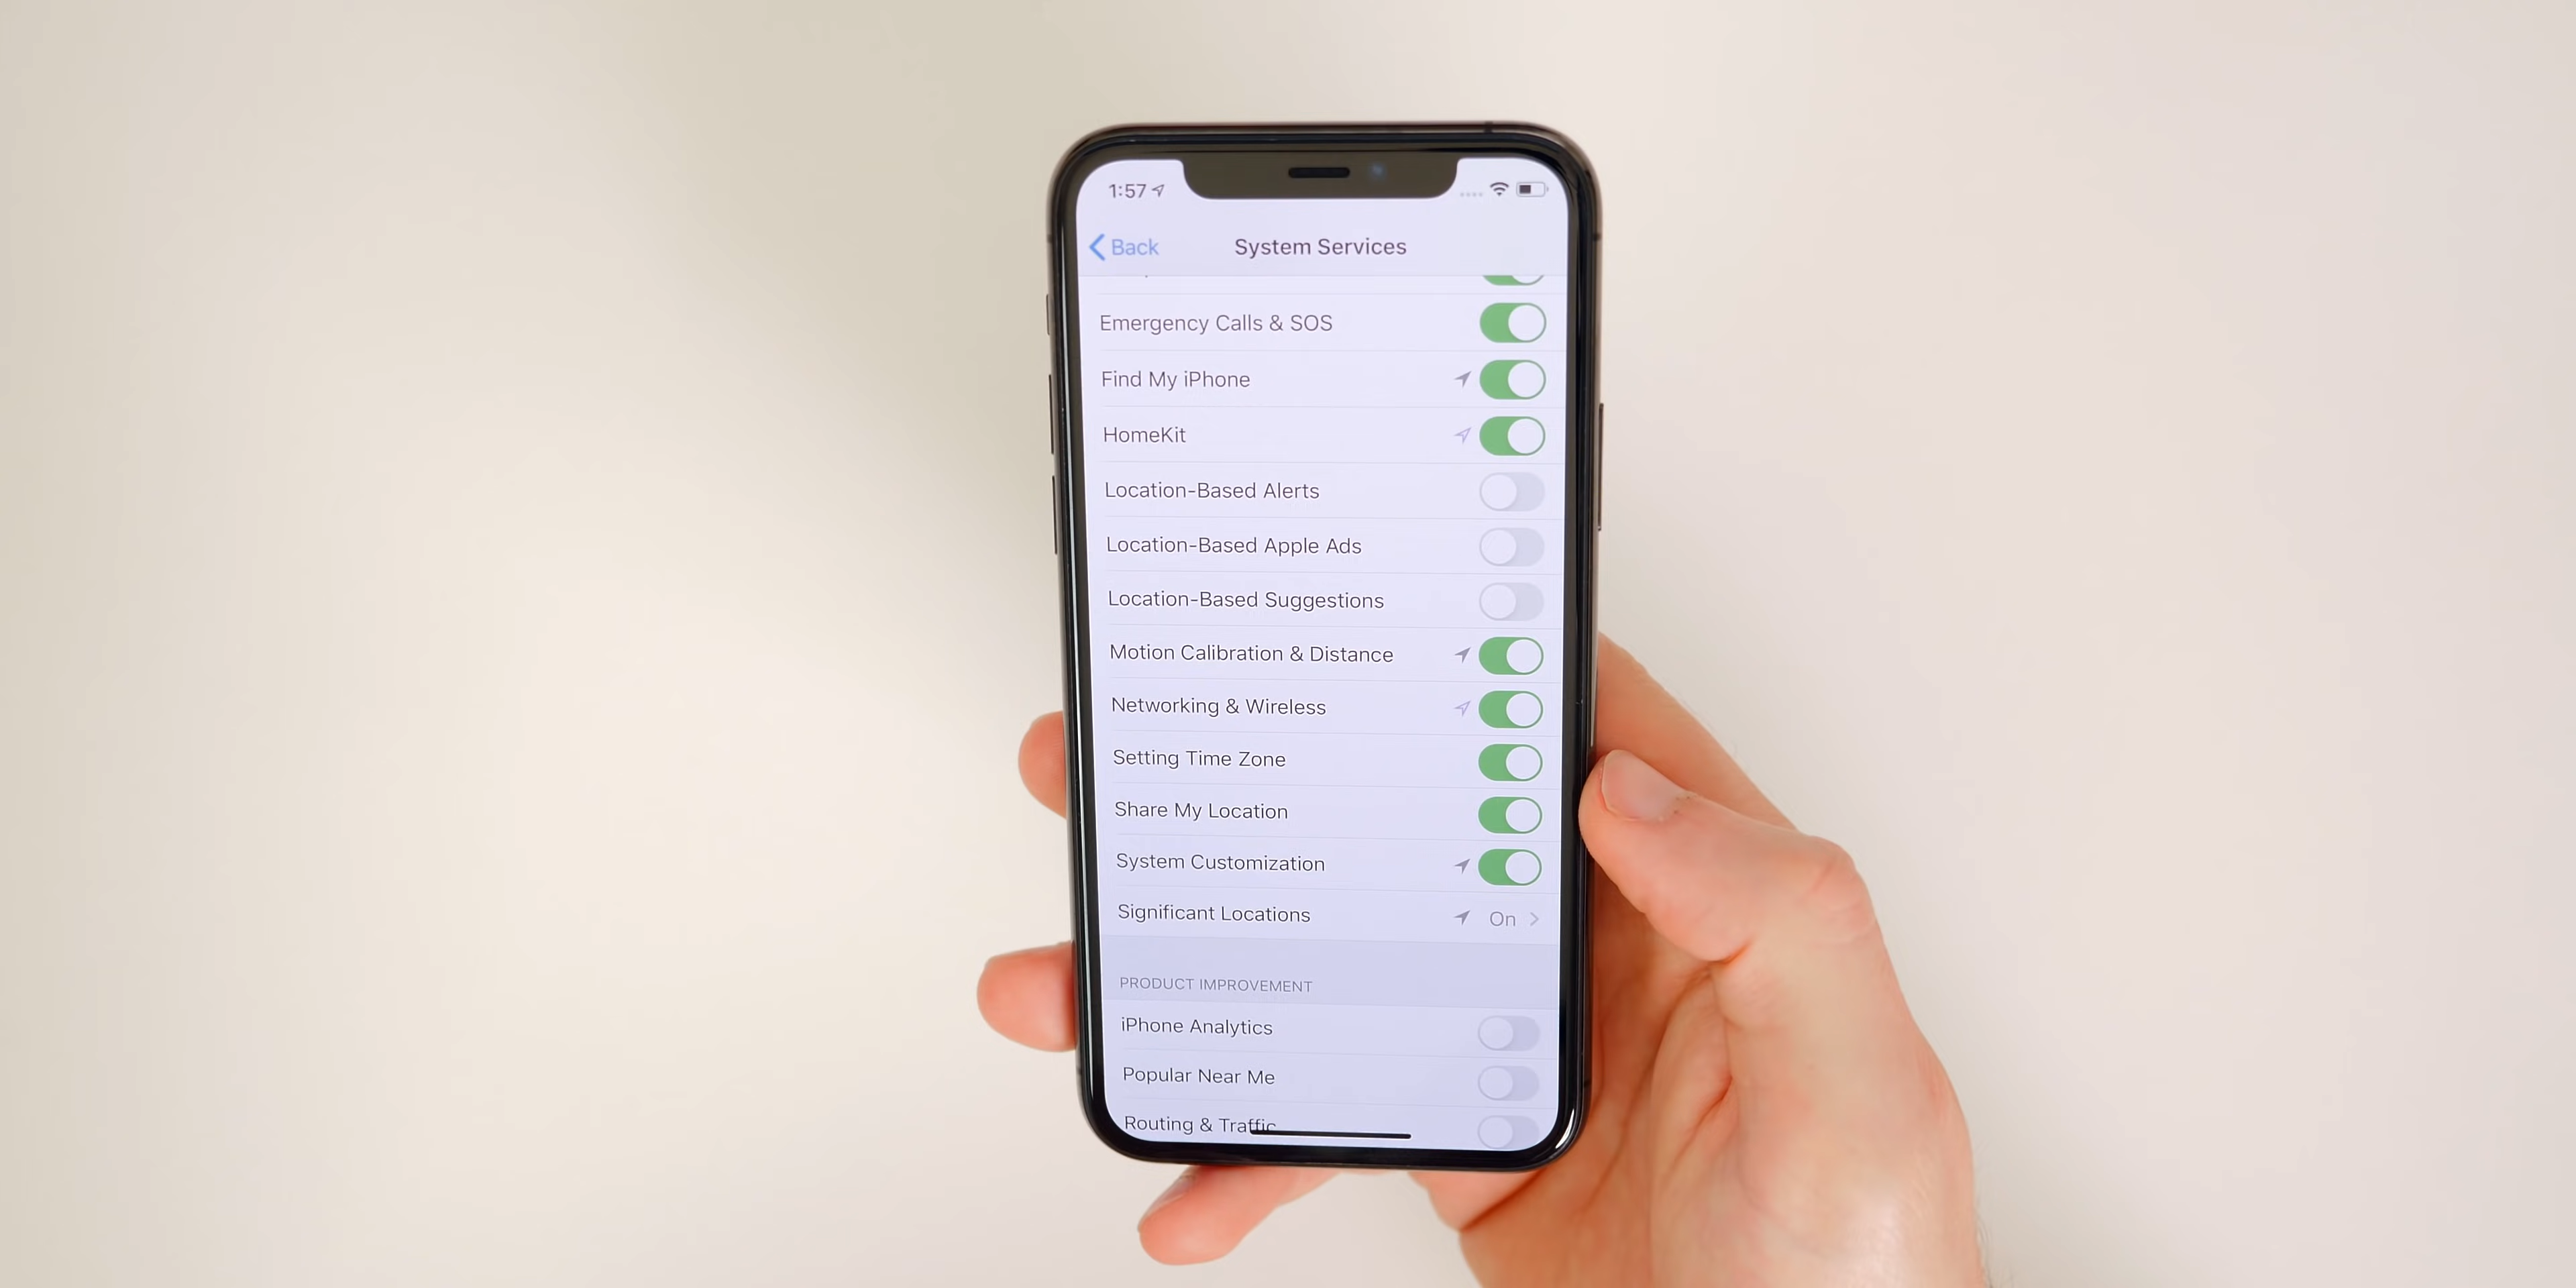 1:57
Back
System Services
Emergency Calls & SOS
Find My iPhone
HomeKit
Location-Based Alerts
Location-Based Apple Ads
Location-Based Suggestions
Motion Calibration & Distance
Networking & Wireless
Setting Time Zone
Share My Location
System Customization
Significant Locations On
PRODUCT IMPROVEMENT
iPhone Analytics
Popular Near Me
Routing & Traffic